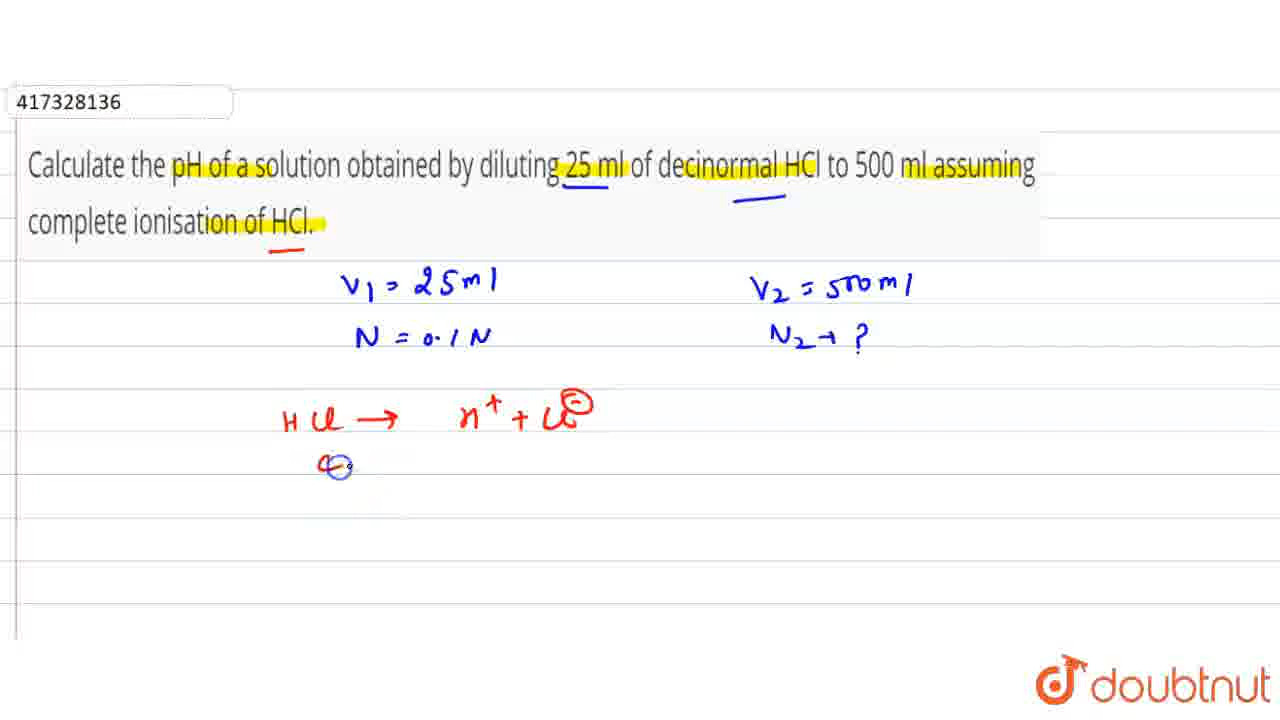 417328136
Calculate the pH of a solution obtained by diluting 25 ml of decinormal HCl to 500 ml assuming
complete ionisation of HCl.
V₁ = 25 ml V₂ = 500 ml
N = 0.1 N N₂ → ?
HCl → H⁺ + Cl⁻
C
doubtnut